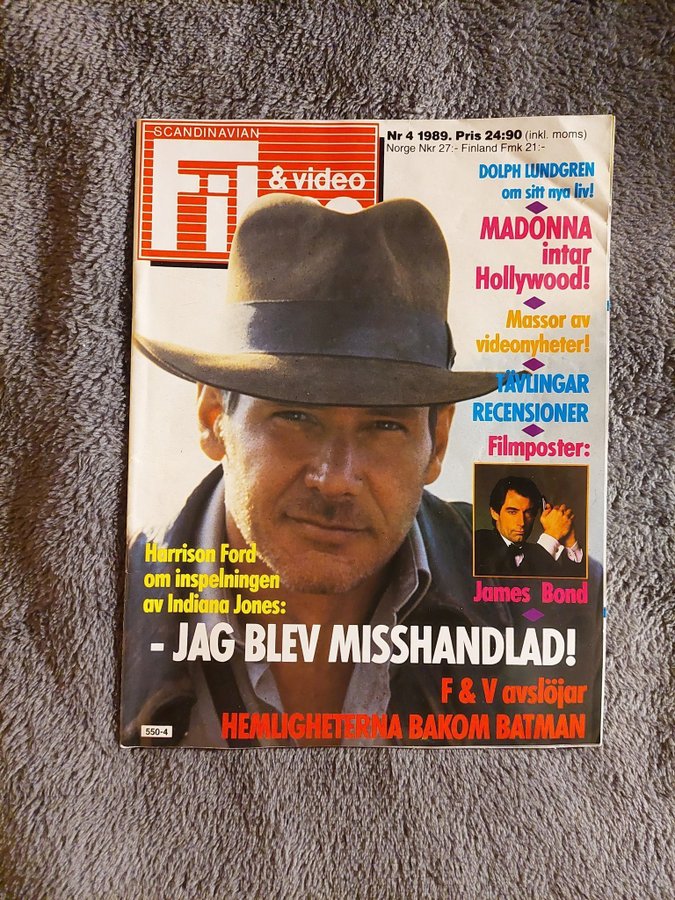 SCANDINAVIAN
Film
& video
Nr 4 1989. Pris 24:90 (inkl. moms)
Norge Nkr 27:- Finland Fmk 21:-
DOLPH LUNDGREN
om sitt nya liv!
MADONNA
intar
Hollywood!
Massor av
videonyheter!
TÄVLINGAR
RECENSIONER
Filmposter:
James Bond
Harrison Ford
om inspelningen
av Indiana Jones:
- JAG BLEV MISSHANDLAD!
F & V avslöjar
HEMLIGHETERNA BAKOM BATMAN
550-4